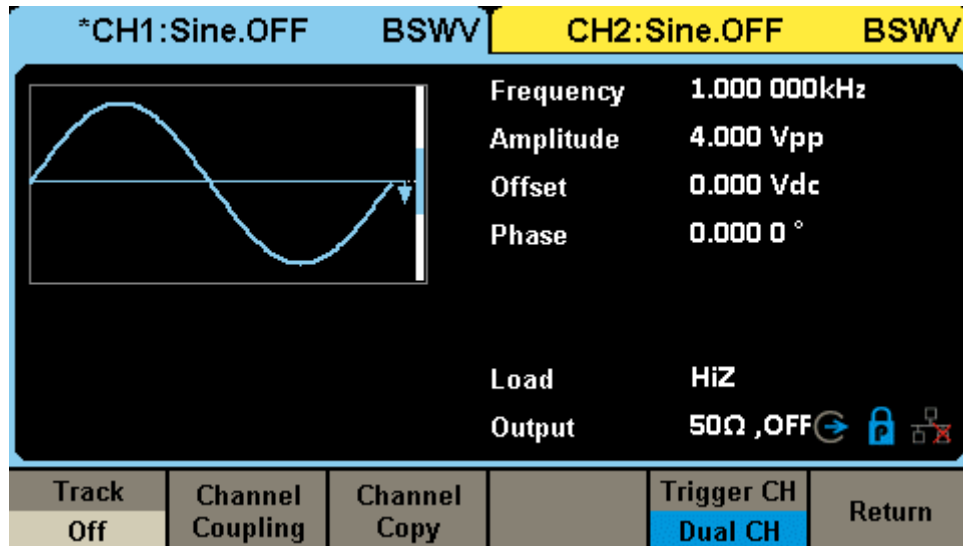 *CH1:Sine.OFF BSWV CH2:Sine.OFF BSWV
Frequency 1.000 000kHz
Amplitude 4.000 Vpp
Offset 0.000 Vdc
Phase 0.000 0 °
Load HiZ
Output 50Ω ,OFF P
Track Channel Channel Trigger CH Return
Off Coupling Copy Dual CH